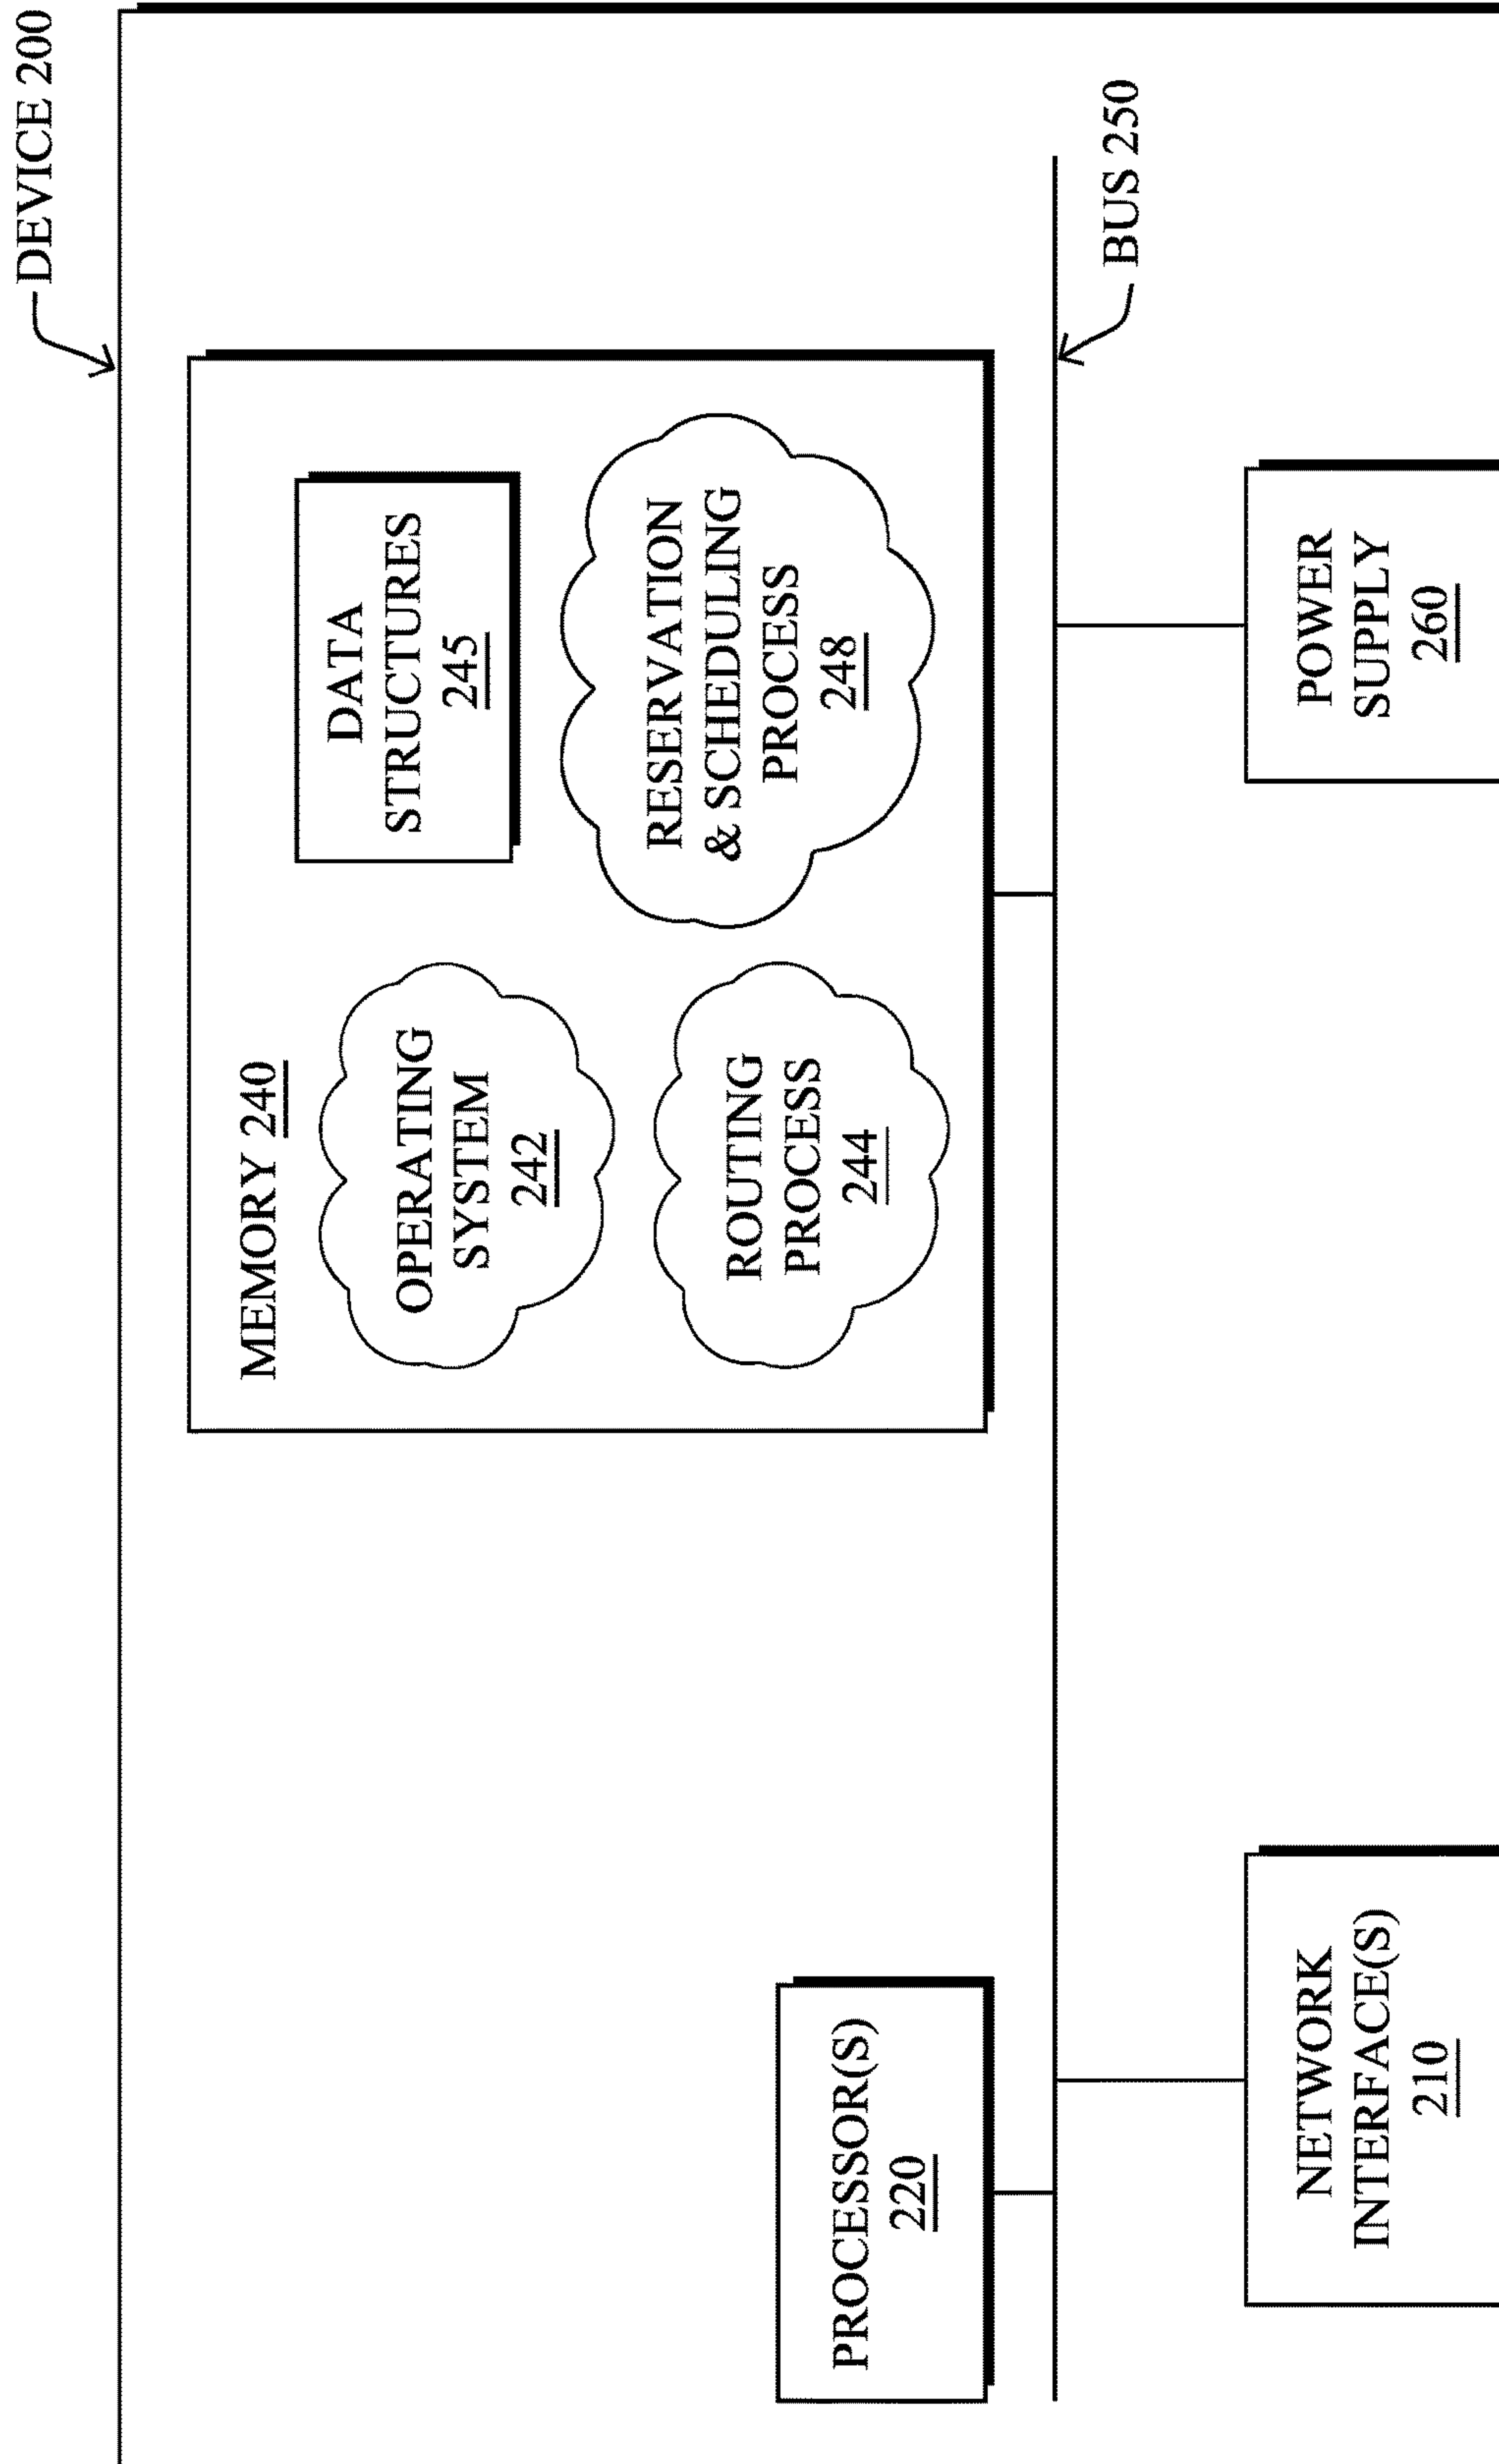 DEVICE 200
MEMORY 240
OPERATING
SYSTEM
242
DATA
STRUCTURES
245
ROUTING
PROCESS
244
RESERVATION
& SCHEDULING
PROCESS
248
PROCESSOR(S)
220
BUS 250
NETWORK
INTERFACE(S)
210
POWER
SUPPLY
260